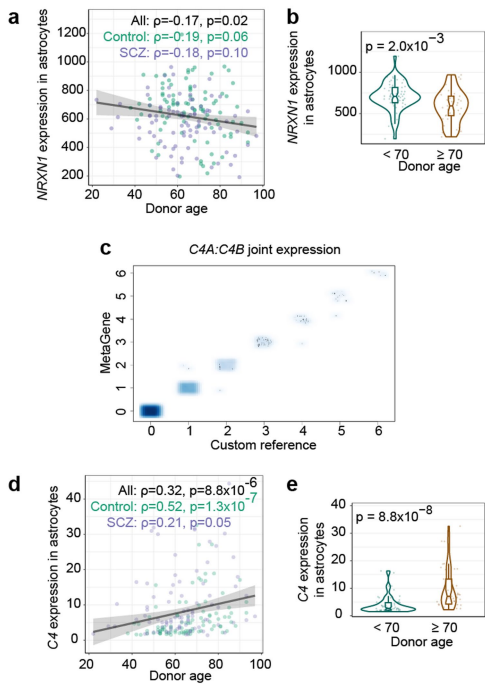 a
All: ρ=-0.17, p=0.02
Control: ρ=-0.19, p=0.06
SCZ: ρ=-0.18, p=0.10
NRXN1 expression in astrocytes
1200
1000
800
600
400
200
20 40 60 80 100
Donor age
b
p = 2.0x10−3
NRXN1 expression
in astrocytes
1000
500
< 70 ≥ 70
Donor age
c
C4A:C4B joint expression
MetaGene
6
5
4
3
2
1
0
0 1 2 3 4 5 6
Custom reference
d
All: ρ=0.32, p=8.8x10−6
Control: ρ=0.52, p=1.3x10−7
SCZ: ρ=0.21, p=0.05
C4 expression in astrocytes
40
30
20
10
0
20 40 60 80 100
Donor age
e
p = 8.8x10−8
C4 expression
in astrocytes
40
30
20
10
0
< 70 ≥ 70
Donor age